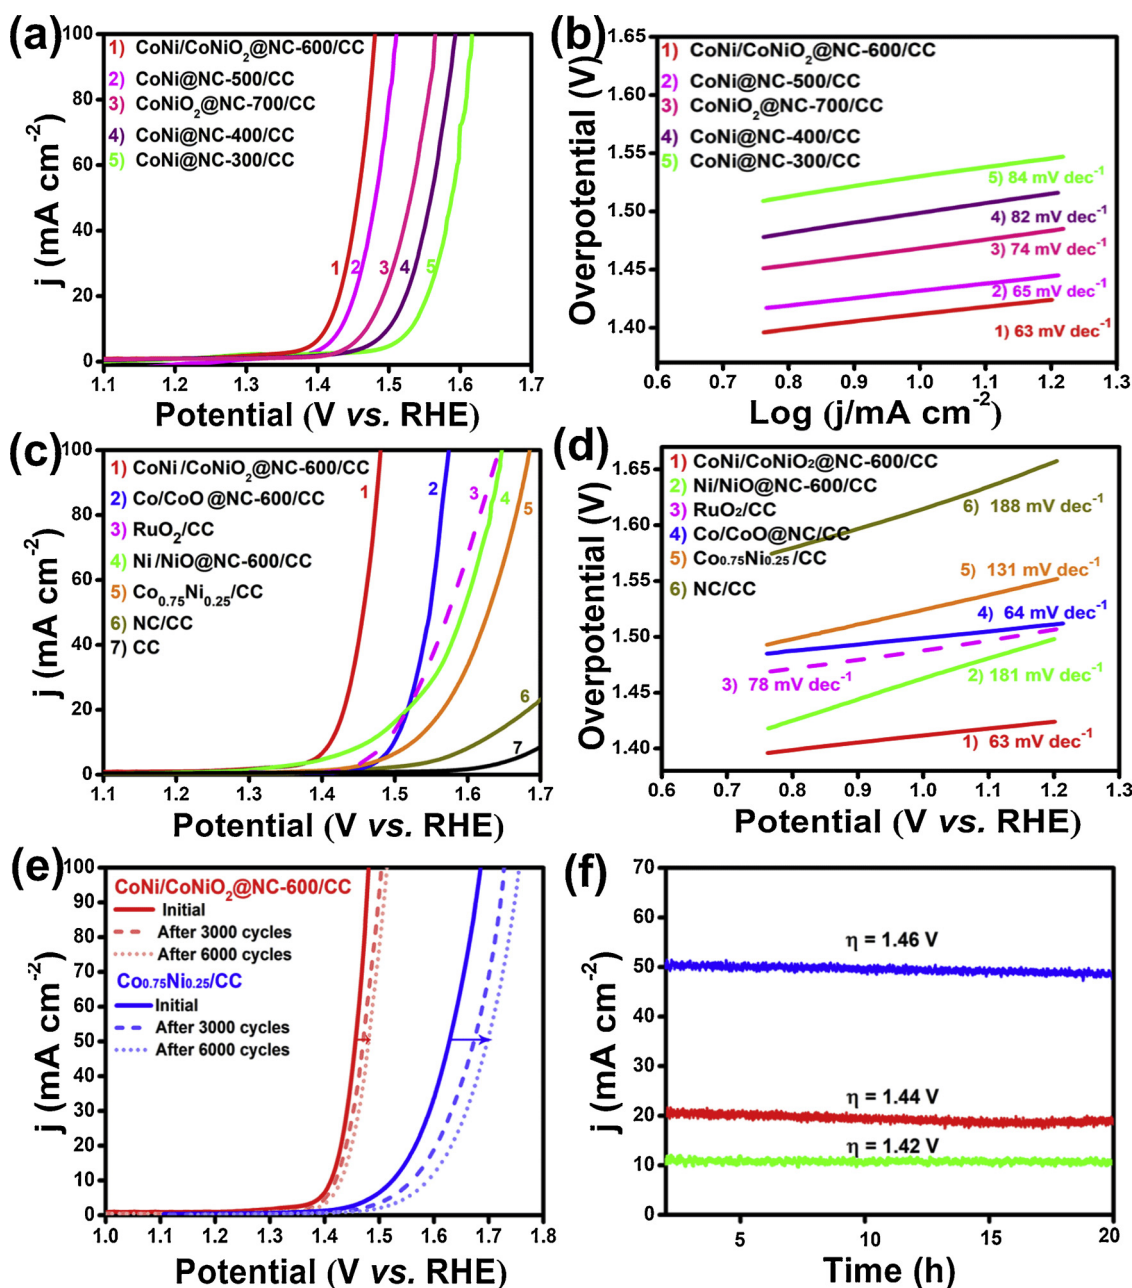 (a)
100
80
60
40
20
0
j (mA cm⁻²)
1) CoNi/CoNiO₂@NC-600/CC
2) CoNi@NC-500/CC
3) CoNiO₂@NC-700/CC
4) CoNi@NC-400/CC
5) CoNi@NC-300/CC
1
2
3
4
5
1.1
1.2
1.3
1.4
1.5
1.6
1.7
Potential (V vs. RHE)
(b)
1.65
1.60
1.55
1.50
1.45
1.40
Overpotential (V)
1) CoNi/CoNiO₂@NC-600/CC
2) CoNi@NC-500/CC
3) CoNiO₂@NC-700/CC
4) CoNi@NC-400/CC
5) CoNi@NC-300/CC
5) 84 mV dec⁻¹
4) 82 mV dec⁻¹
3) 74 mV dec⁻¹
2) 65 mV dec⁻¹
1) 63 mV dec⁻¹
0.6
0.7
0.8
0.9
1.0
1.1
1.2
1.3
Log (j/mA cm⁻²)
(c)
100
80
60
40
20
0
j (mA cm⁻²)
1) CoNi/CoNiO₂@NC-600/CC
2) Co/CoO@NC-600/CC
3) RuO₂/CC
4) Ni/NiO@NC-600/CC
5) Co₀.₇₅Ni₀.₂₅/CC
6) NC/CC
7) CC
1
2
3
4
5
6
7
1.1
1.2
1.3
1.4
1.5
1.6
1.7
Potential (V vs. RHE)
(d)
1.65
1.60
1.55
1.50
1.45
1.40
Overpotential (V)
1) CoNi/CoNiO₂@NC-600/CC
2) Ni/NiO@NC-600/CC
3) RuO₂/CC
4) Co/CoO@NC/CC
5) Co₀.₇₅Ni₀.₂₅/CC
6) NC/CC
6) 188 mV dec⁻¹
5) 131 mV dec⁻¹
4) 64 mV dec⁻¹
3) 78 mV dec⁻¹
2) 181 mV dec⁻¹
1) 63 mV dec⁻¹
0.6
0.7
0.8
0.9
1.0
1.1
1.2
1.3
Potential (V vs. RHE)
(e)
100
90
80
70
60
50
40
30
20
10
0
j (mA cm⁻²)
CoNi/CoNiO₂@NC-600/CC
Initial
After 3000 cycles
After 6000 cycles
Co₀.₇₅Ni₀.₂₅/CC
Initial
After 3000 cycles
After 6000 cycles
1.0
1.1
1.2
1.3
1.4
1.5
1.6
1.7
1.8
Potential (V vs. RHE)
(f)
70
60
50
40
30
20
10
0
j (mA cm⁻²)
η = 1.46 V
η = 1.44 V
η = 1.42 V
5
10
15
20
Time (h)